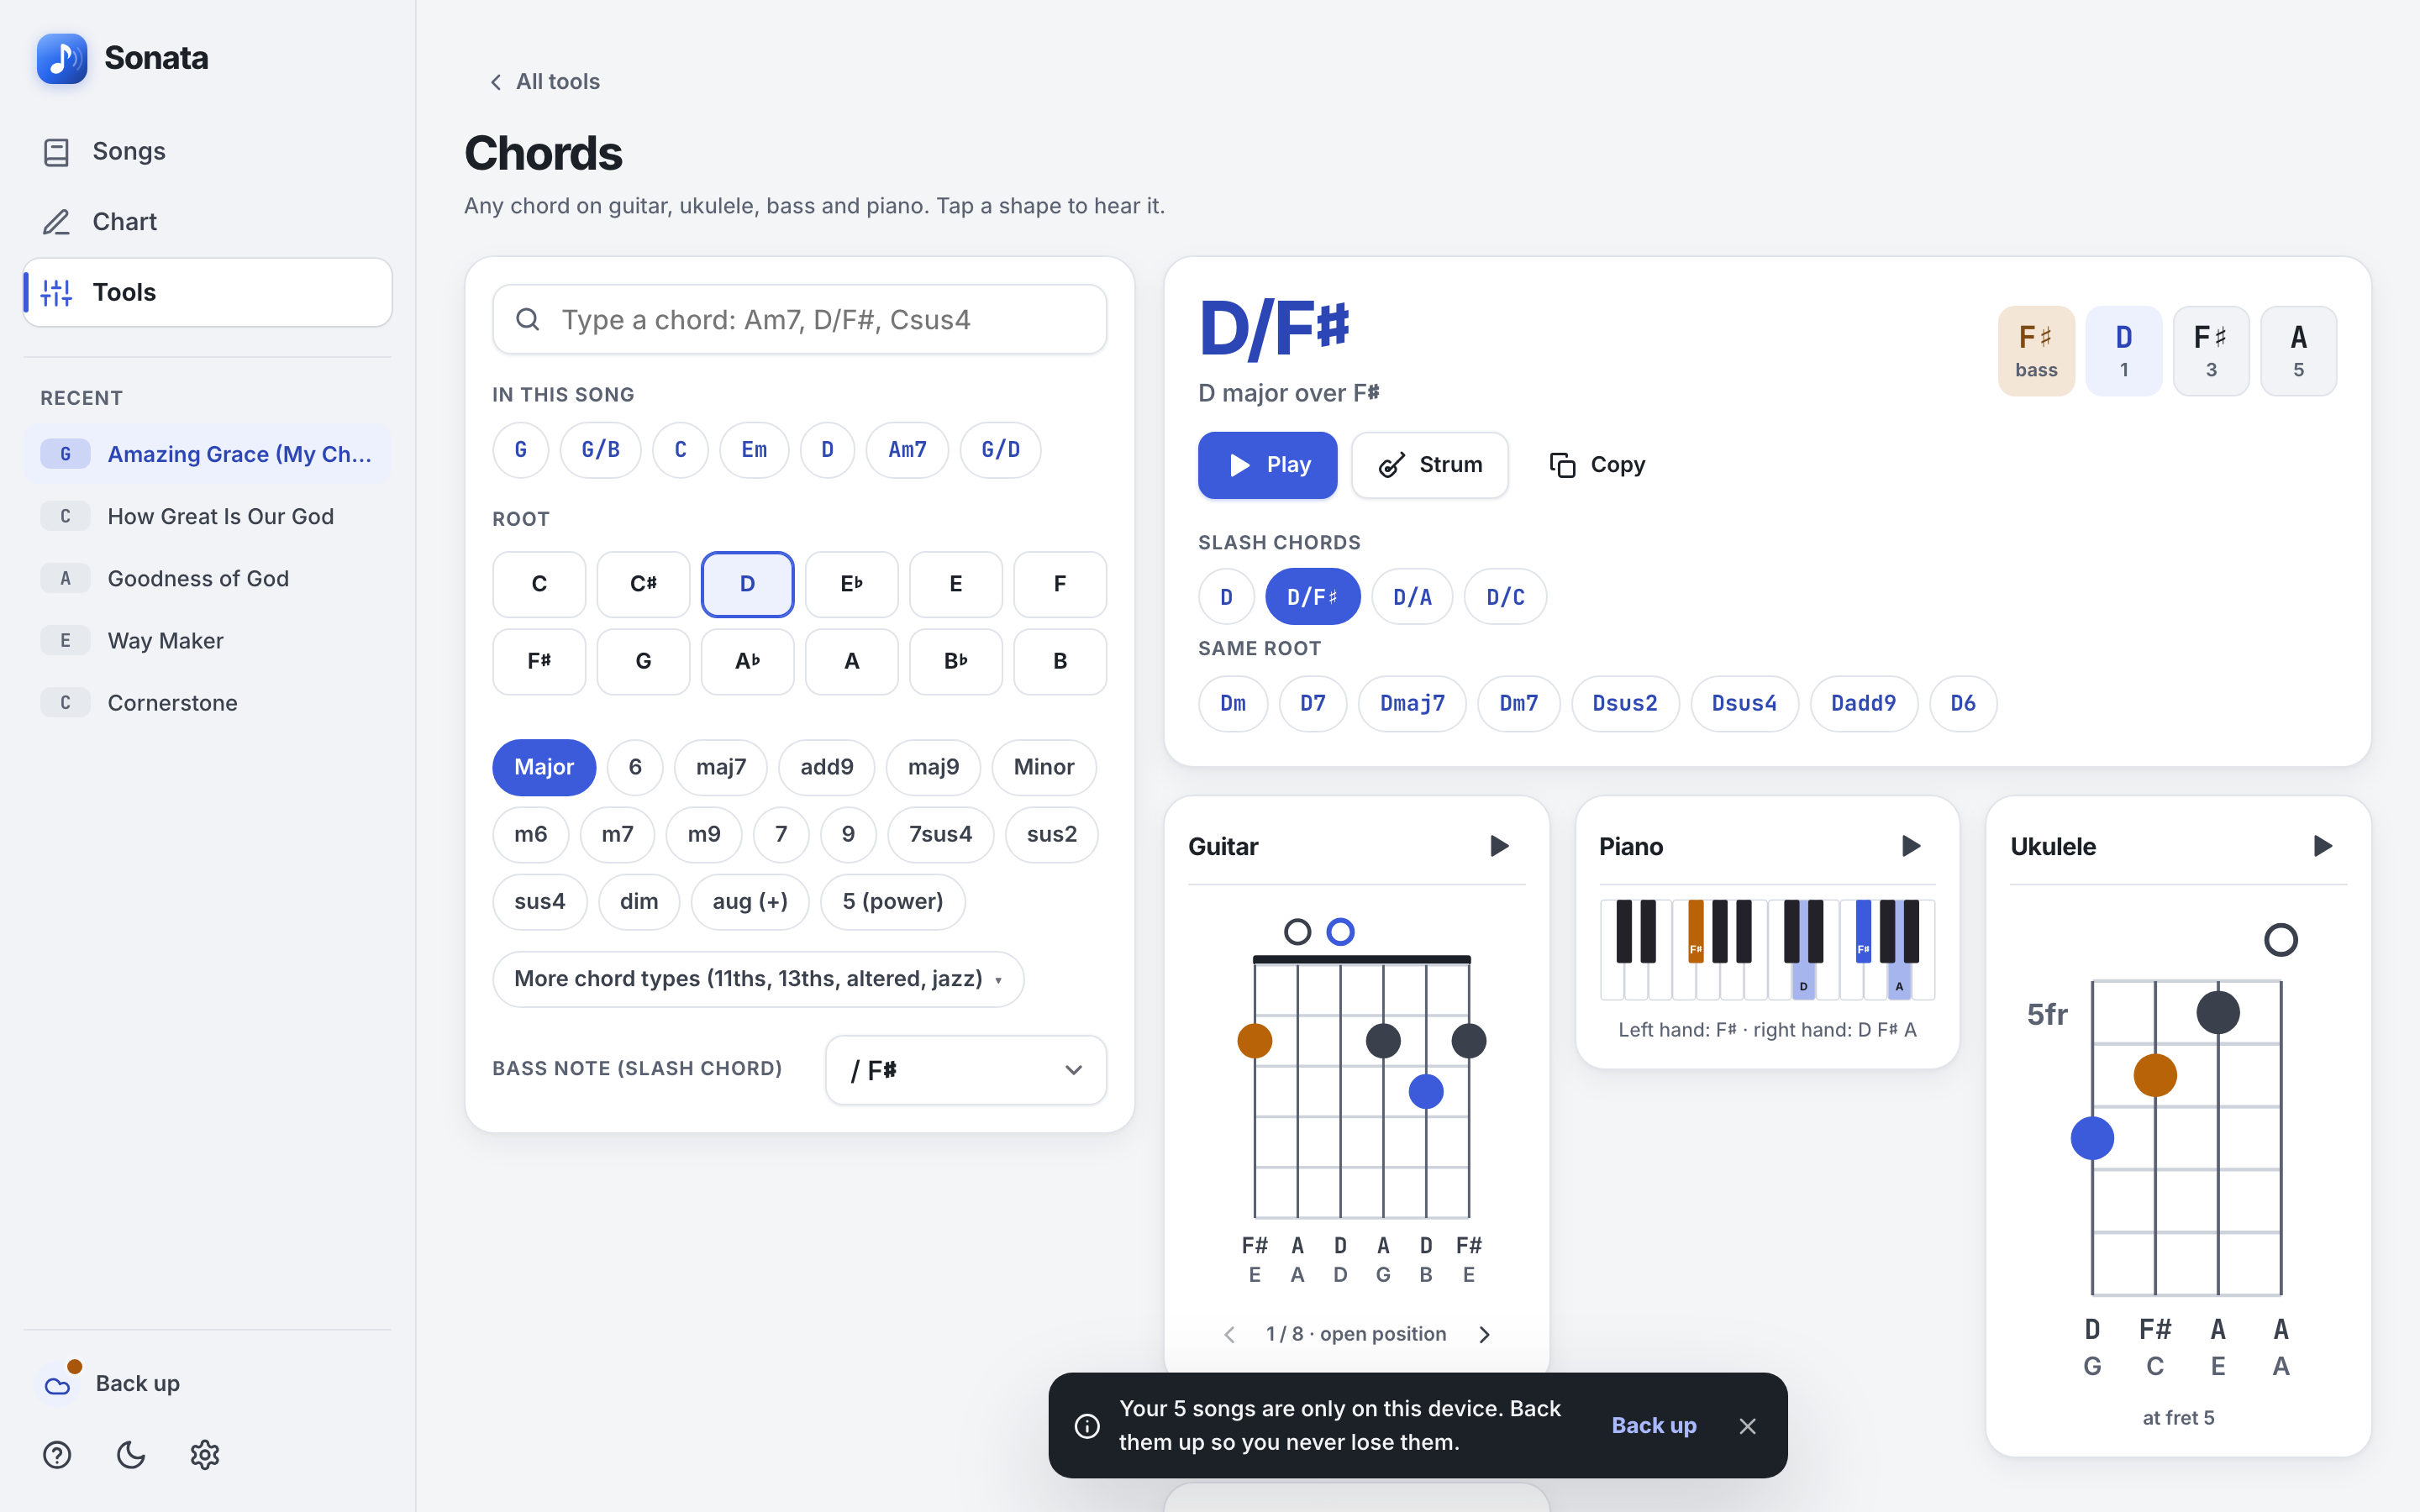 Sonata
Songs
Chart
Tools
RECENT
G Amazing Grace (My Ch...
C How Great Is Our God
A Goodness of God
E Way Maker
C Cornerstone
Back up
All tools
Chords
Any chord on guitar, ukulele, bass and piano. Tap a shape to hear it.
Type a chord: Am7, D/F#, Csus4
IN THIS SONG
G G/B C Em D Am7 G/D
ROOT
C C# D E♭ E F
F# G A♭ A B♭ B
Major 6 maj7 add9 maj9 Minor
m6 m7 m9 7 9 7sus4 sus2
sus4 dim aug (+) 5 (power)
More chord types (11ths, 13ths, altered, jazz)
BASS NOTE (SLASH CHORD) / F#
D/F#
D major over F#
F♯ D F♯ A
bass 1 3 5
Play Strum Copy
SLASH CHORDS
D D/F♯ D/A D/C
SAME ROOT
Dm D7 Dmaj7 Dm7 Dsus2 Dsus4 Dadd9 D6
Guitar
F# A D A D F#
E A D G B E
1 / 8 · open position
Piano
F# F#
D A
Left hand: F# · right hand: D F# A
Ukulele
5fr
D F# A A
G C E A
at fret 5
Your 5 songs are only on this device. Back
them up so you never lose them.
Back up